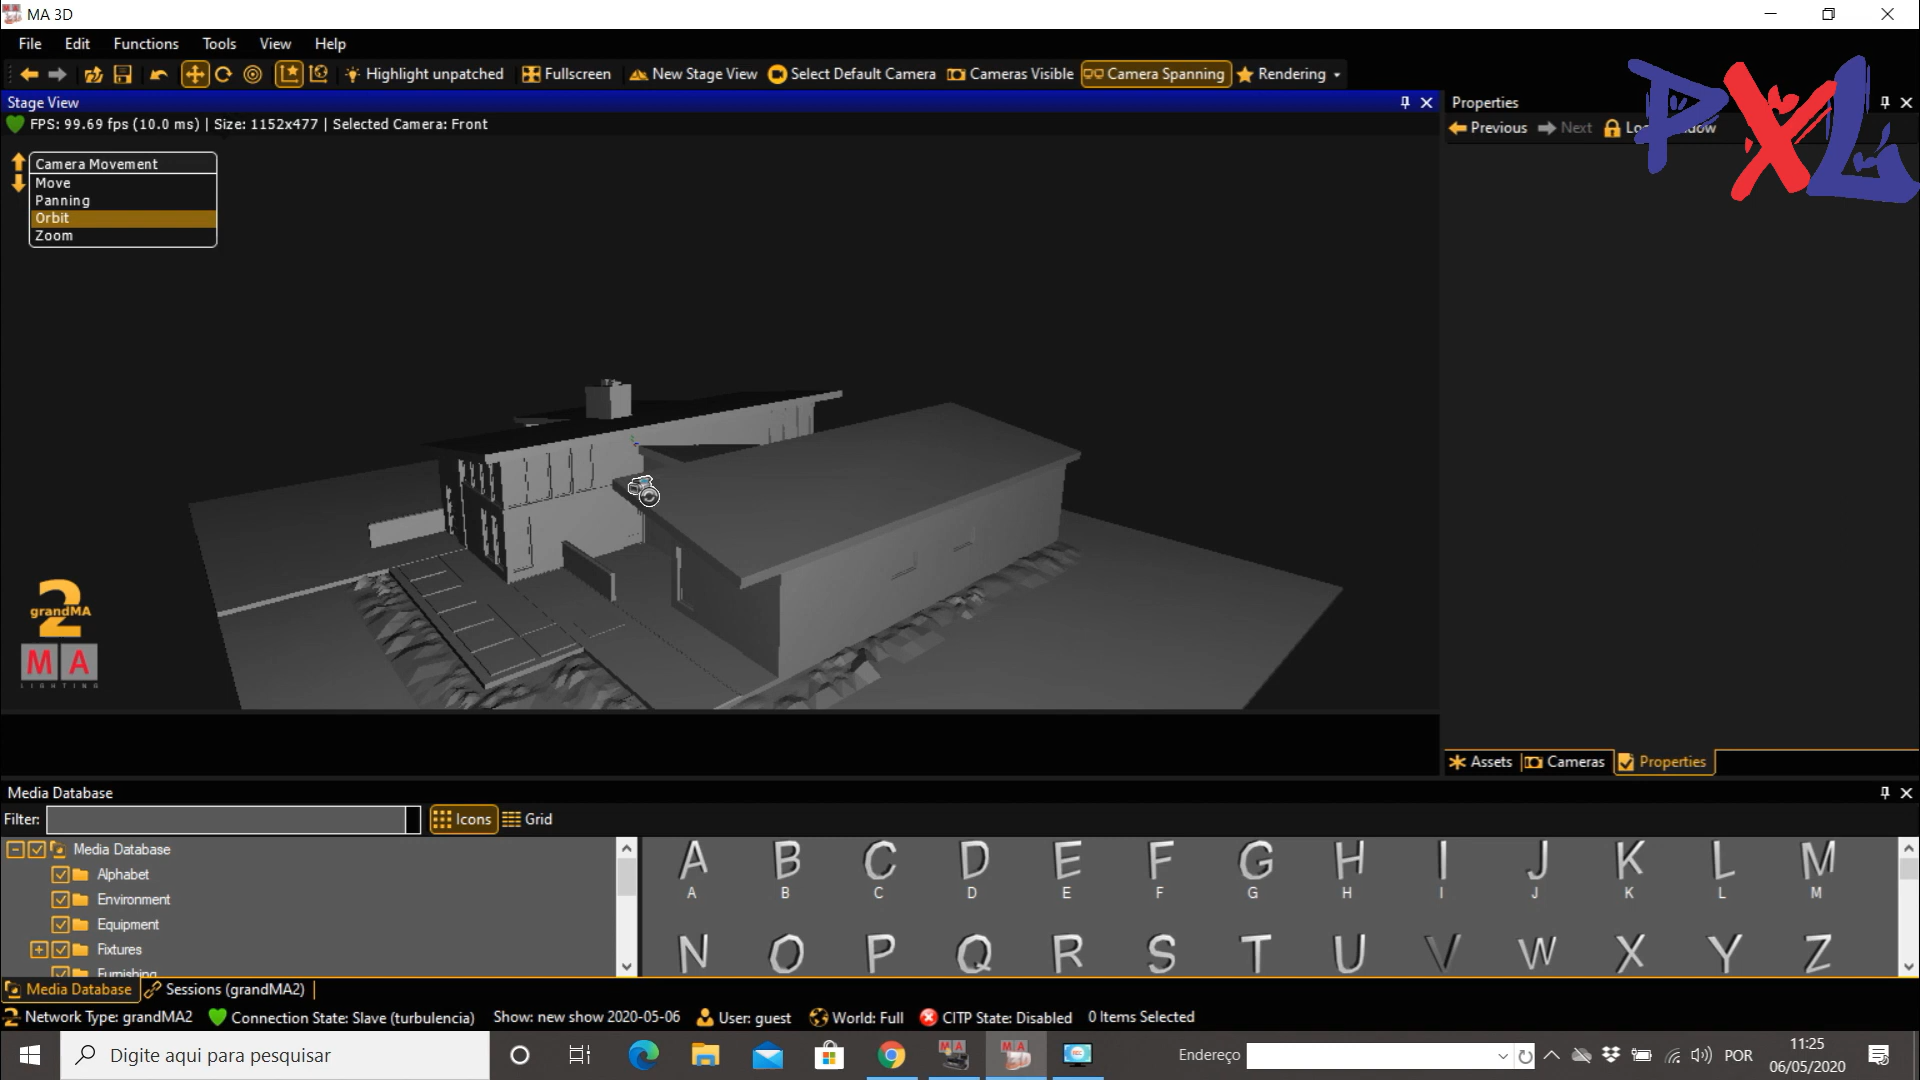 MA 3D
File Edit Functions Tools View Help
Highlight unpatched Fullscreen New Stage View Select Default Camera Cameras Visible Camera Spanning Rendering
Stage View
FPS: 99.69 fps (10.0 ms) | Size: 1152x477 | Selected Camera: Front
Camera Movement
Move
Panning
Orbit
Zoom
2
grandMA
MA
LIGHTING
Properties
Previous Next
PXL
Assets Cameras Properties
Media Database
Filter: Icons Grid
Media Database
Alphabet
Environment
Equipment
Fixtures
Furnishing
A B C D E F G H I J K L M
A B C D E F G H I J K L M
N O P Q R S T U V W X Y Z
Media Database Sessions (grandMA2)
Network Type: grandMA2 Connection State: Slave (turbulencia) Show: new show 2020-05-06 User: guest World: Full CITP State: Disabled 0 Items Selected
Digite aqui para pesquisar
Endereço
POR
11:25
06/05/2020